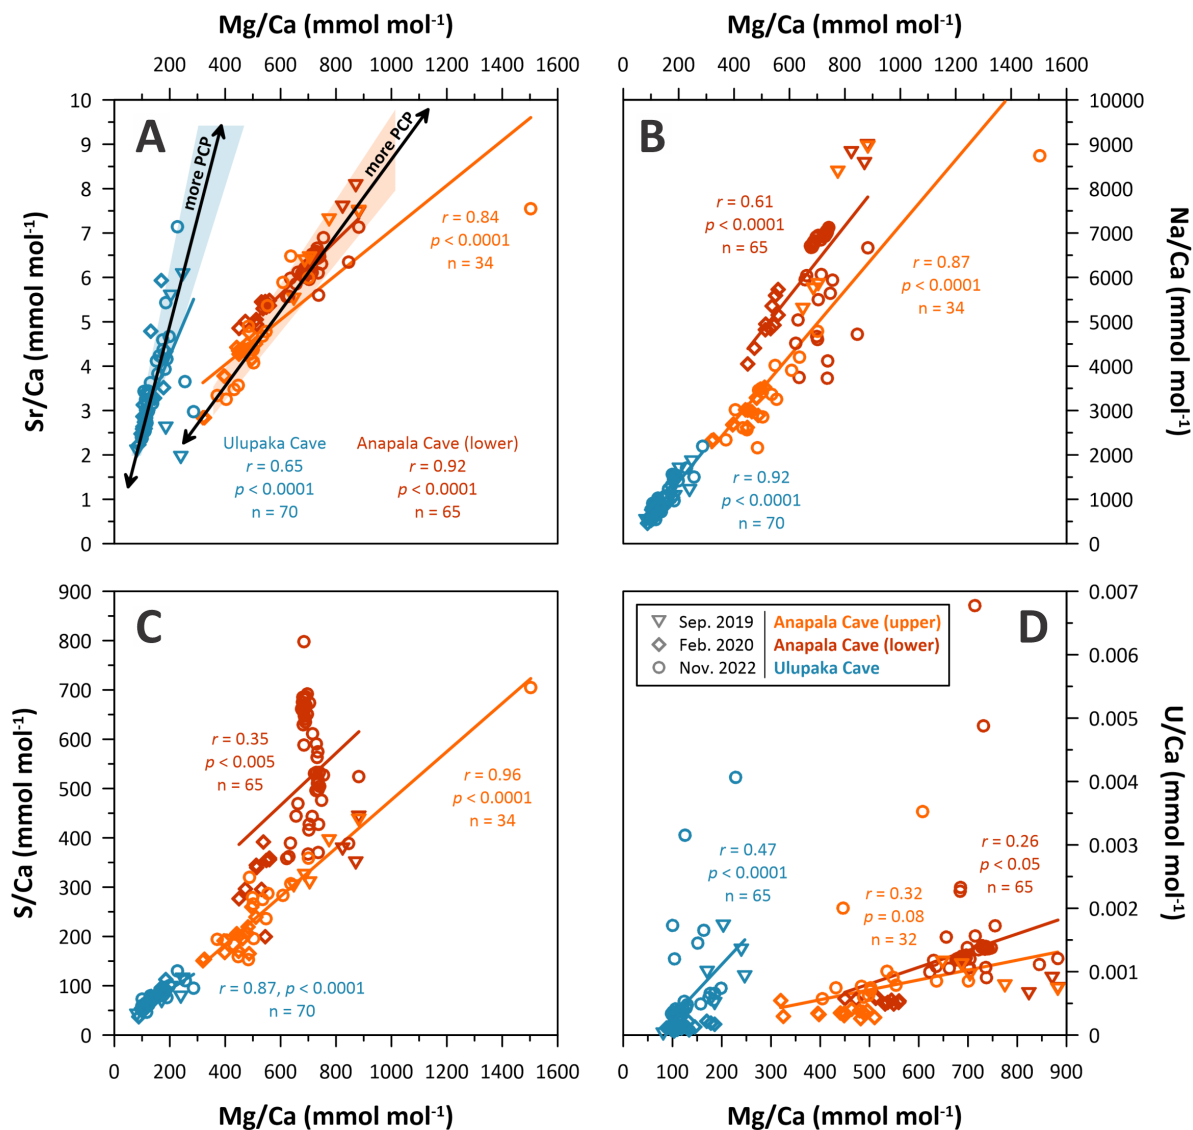 Mg/Ca (mmol mol-1)
Mg/Ca (mmol mol-1)
200 400 600 800 1000 1200 1400 1600
0 200 400 600 800 1000 1200 1400 1600
A
more PCP
more PCP
r = 0.84
p < 0.0001
n = 34
Ulupaka Cave
r = 0.65
p < 0.0001
n = 70
Anapala Cave (lower)
r = 0.92
p < 0.0001
n = 65
10
9
8
7
6
5
4
3
2
1
0
Sr/Ca (mmol mol-1)
B
r = 0.61
p <0.0001
n = 65
r = 0.87
p < 0.0001
n = 34
r = 0.92
p < 0.0001
n = 70
10000
9000
8000
7000
6000
5000
4000
3000
2000
1000
0
Na/Ca (mmol mol-1)
C
r = 0.35
p < 0.005
n = 65
r = 0.96
p < 0.0001
n = 34
r = 0.87, p < 0.0001
n = 70
900
800
700
600
500
400
300
200
100
0
S/Ca (mmol mol-1)
D
Sep. 2019
Feb. 2020
Nov. 2022
Anapala Cave (upper)
Anapala Cave (lower)
Ulupaka Cave
r = 0.47
p < 0.0001
n = 65
r = 0.26
p < 0.05
n = 65
r = 0.32
p = 0.08
n = 32
0.007
0.006
0.005
0.004
0.003
0.002
0.001
0
U/Ca (mmol mol-1)
0 200 400 600 800 1000 1200 1400 1600
0 100 200 300 400 500 600 700 800 900
Mg/Ca (mmol mol-1)
Mg/Ca (mmol mol-1)